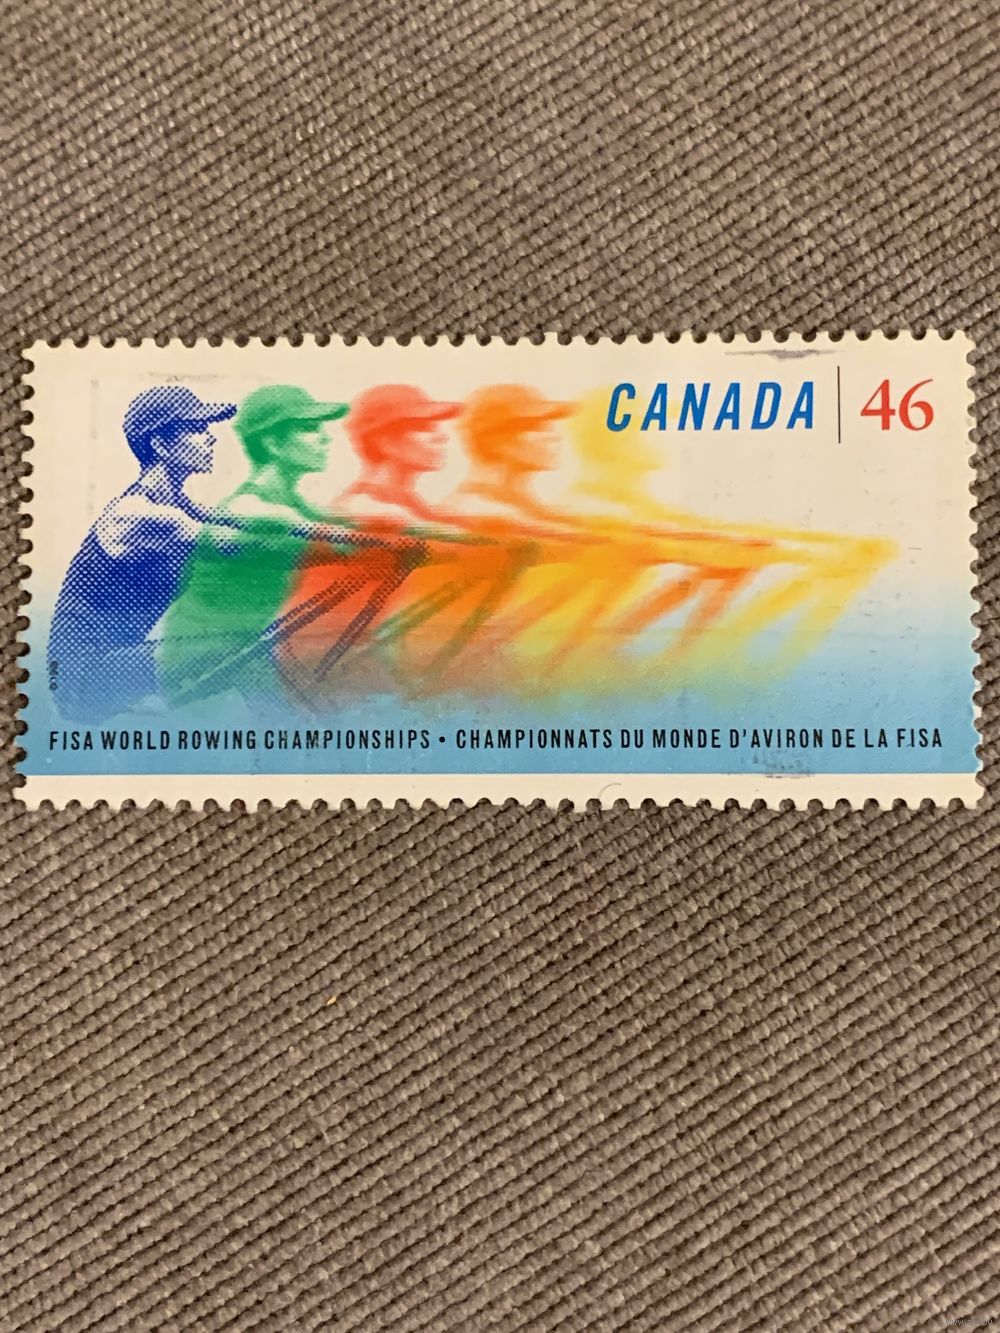 CANADA | 46
FISA WORLD ROWING CHAMPIONSHIPS • CHAMPIONNATS DU MONDE D'AVIRON DE LA FISA